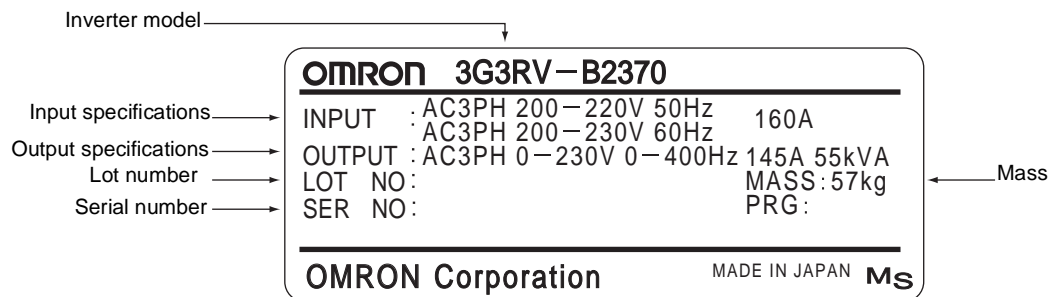 Inverter model
OMRON 3G3RV－B2370
Input specifications
INPUT : AC3PH 200－220V 50Hz
AC3PH 200－230V 60Hz 160A
Output specifications
OUTPUT : AC3PH 0－230V 0－400Hz 145A 55kVA
Lot number
LOT NO : MASS : 57kg
Mass
Serial number
SER NO : PRG :
OMRON Corporation MADE IN JAPAN MS